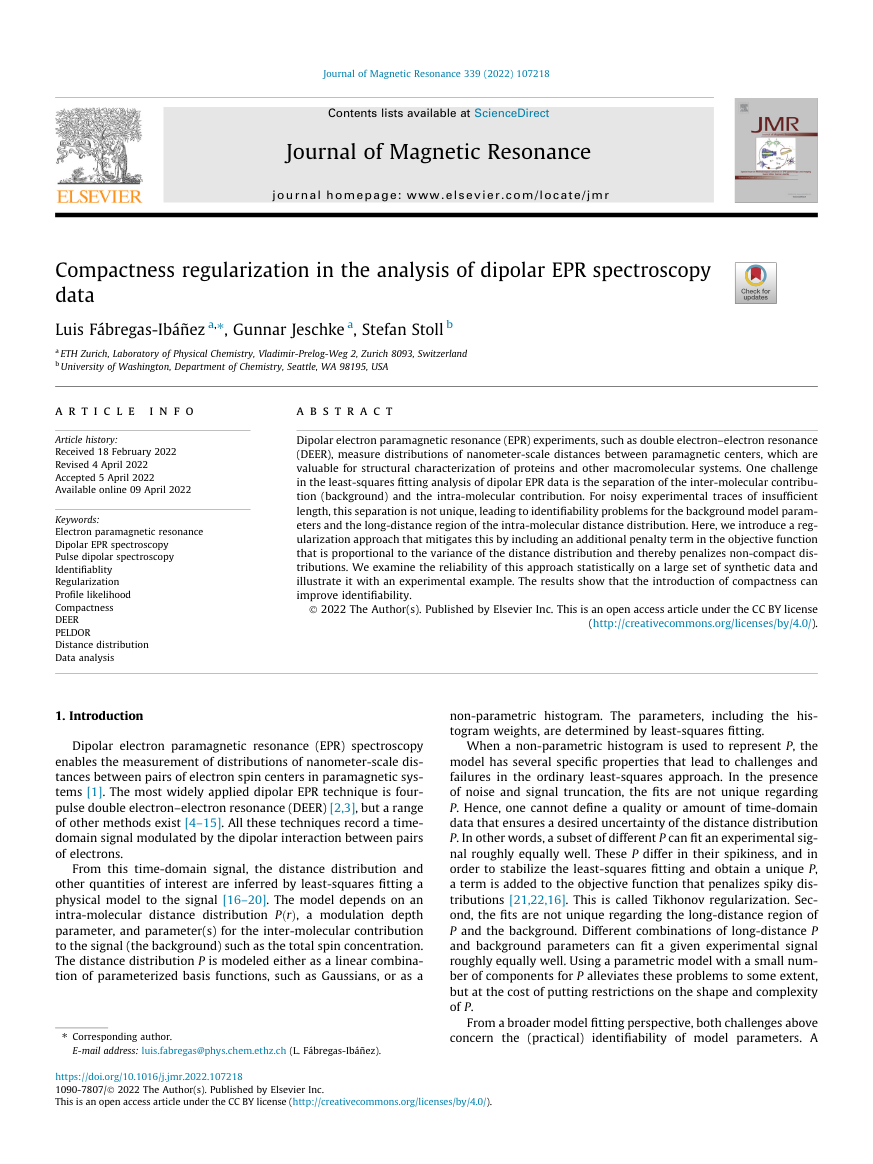 Journal of Magnetic Resonance 339 (2022) 107218
Contents lists available at ScienceDirect
Journal of Magnetic Resonance
journal homepage: www.elsevier.com/locate/jmr
ELSEVIER
JMR
Compactness regularization in the analysis of dipolar EPR spectroscopy
data
Check for
updates
Luis Fábregas-Ibáñez a,*, Gunnar Jeschke a, Stefan Stoll b
a ETH Zurich, Laboratory of Physical Chemistry, Vladimir-Prelog-Weg 2, Zurich 8093, Switzerland
b University of Washington, Department of Chemistry, Seattle, WA 98195, USA
ARTICLE INFO
Article history:
Received 18 February 2022
Revised 4 April 2022
Accepted 5 April 2022
Available online 09 April 2022
Keywords:
Electron paramagnetic resonance
Dipolar EPR spectroscopy
Pulse dipolar spectroscopy
Identifiablity
Regularization
Profile likelihood
Compactness
DEER
PELDOR
Distance distribution
Data analysis
ABSTRACT
Dipolar electron paramagnetic resonance (EPR) experiments, such as double electron–electron resonance
(DEER), measure distributions of nanometer-scale distances between paramagnetic centers, which are
valuable for structural characterization of proteins and other macromolecular systems. One challenge
in the least-squares fitting analysis of dipolar EPR data is the separation of the inter-molecular contribu-
tion (background) and the intra-molecular contribution. For noisy experimental traces of insufficient
length, this separation is not unique, leading to identifiability problems for the background model param-
eters and the long-distance region of the intra-molecular distance distribution. Here, we introduce a reg-
ularization approach that mitigates this by including an additional penalty term in the objective function
that is proportional to the variance of the distance distribution and thereby penalizes non-compact dis-
tributions. We examine the reliability of this approach statistically on a large set of synthetic data and
illustrate it with an experimental example. The results show that the introduction of compactness can
improve identifiability.
© 2022 The Author(s). Published by Elsevier Inc. This is an open access article under the CC BY license
(http://creativecommons.org/licenses/by/4.0/).
1. Introduction
Dipolar electron paramagnetic resonance (EPR) spectroscopy
enables the measurement of distributions of nanometer-scale dis-
tances between pairs of electron spin centers in paramagnetic sys-
tems [1]. The most widely applied dipolar EPR technique is four-
pulse double electron–electron resonance (DEER) [2,3], but a range
of other methods exist [4–15]. All these techniques record a time-
domain signal modulated by the dipolar interaction between pairs
of electrons.
From this time-domain signal, the distance distribution and
other quantities of interest are inferred by least-squares fitting a
physical model to the signal [16–20]. The model depends on an
intra-molecular distance distribution P(r), a modulation depth
parameter, and parameter(s) for the inter-molecular contribution
to the signal (the background) such as the total spin concentration.
The distance distribution P is modeled either as a linear combina-
tion of parameterized basis functions, such as Gaussians, or as a
non-parametric histogram. The parameters, including the his-
togram weights, are determined by least-squares fitting.
When a non-parametric histogram is used to represent P, the
model has several specific properties that lead to challenges and
failures in the ordinary least-squares approach. In the presence
of noise and signal truncation, the fits are not unique regarding
P. Hence, one cannot define a quality or amount of time-domain
data that ensures a desired uncertainty of the distance distribution
P. In other words, a subset of different P can fit an experimental sig-
nal roughly equally well. These P differ in their spikiness, and in
order to stabilize the least-squares fitting and obtain a unique P,
a term is added to the objective function that penalizes spiky dis-
tributions [21,22,16]. This is called Tikhonov regularization. Sec-
ond, the fits are not unique regarding the long-distance region of
P and the background. Different combinations of long-distance P
and background parameters can fit a given experimental signal
roughly equally well. Using a parametric model with a small num-
ber of components for P alleviates these problems to some extent,
but at the cost of putting restrictions on the shape and complexity
of P.
From a broader model fitting perspective, both challenges above
concern the (practical) identifiability of model parameters. A
* Corresponding author.
E-mail address: luis.fabregas@phys.chem.ethz.ch (L. Fábregas-Ibáñez).
https://doi.org/10.1016/j.jmr.2022.107218
1090-7807/© 2022 The Author(s). Published by Elsevier Inc.
This is an open access article under the CC BY license (http://creativecommons.org/licenses/by/4.0/).